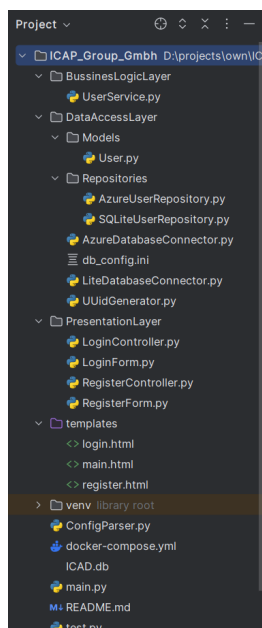 Project
ICAP_Group_Gmbh D:\projects\own\IC
BussinesLogicLayer
UserService.py
DataAccessLayer
Models
User.py
Repositories
AzureUserRepository.py
SQLiteUserRepository.py
AzureDatabaseConnector.py
db_config.ini
LiteDatabaseConnector.py
UUidGenerator.py
PresentationLayer
LoginController.py
LoginForm.py
RegisterController.py
RegisterForm.py
templates
<> login.html
<> main.html
<> register.html
venv library root
ConfigParser.py
docker-compose.yml
ICAD.db
main.py
M↓ README.md
test.py